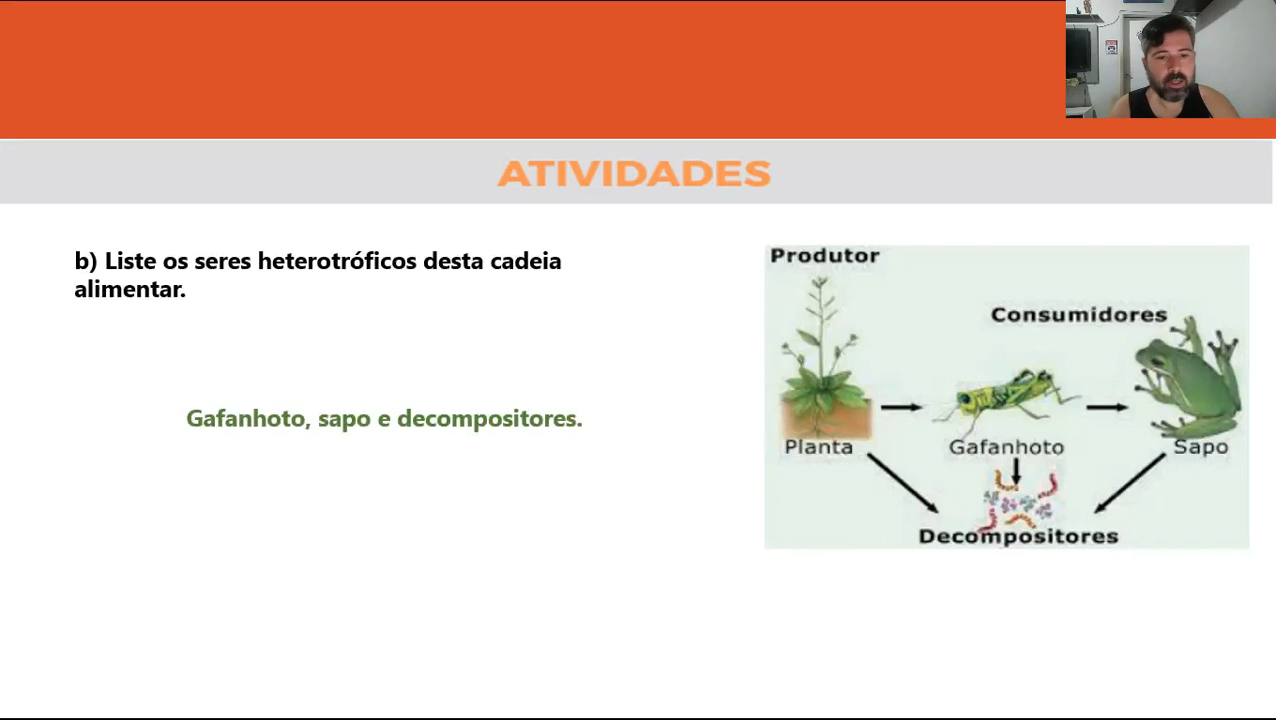 ATIVIDADES
b) Liste os seres heterotróficos desta cadeia
alimentar.
Gafanhoto, sapo e decompositores.
Produtor
Consumidores
Planta
Gafanhoto
Sapo
Decompositores